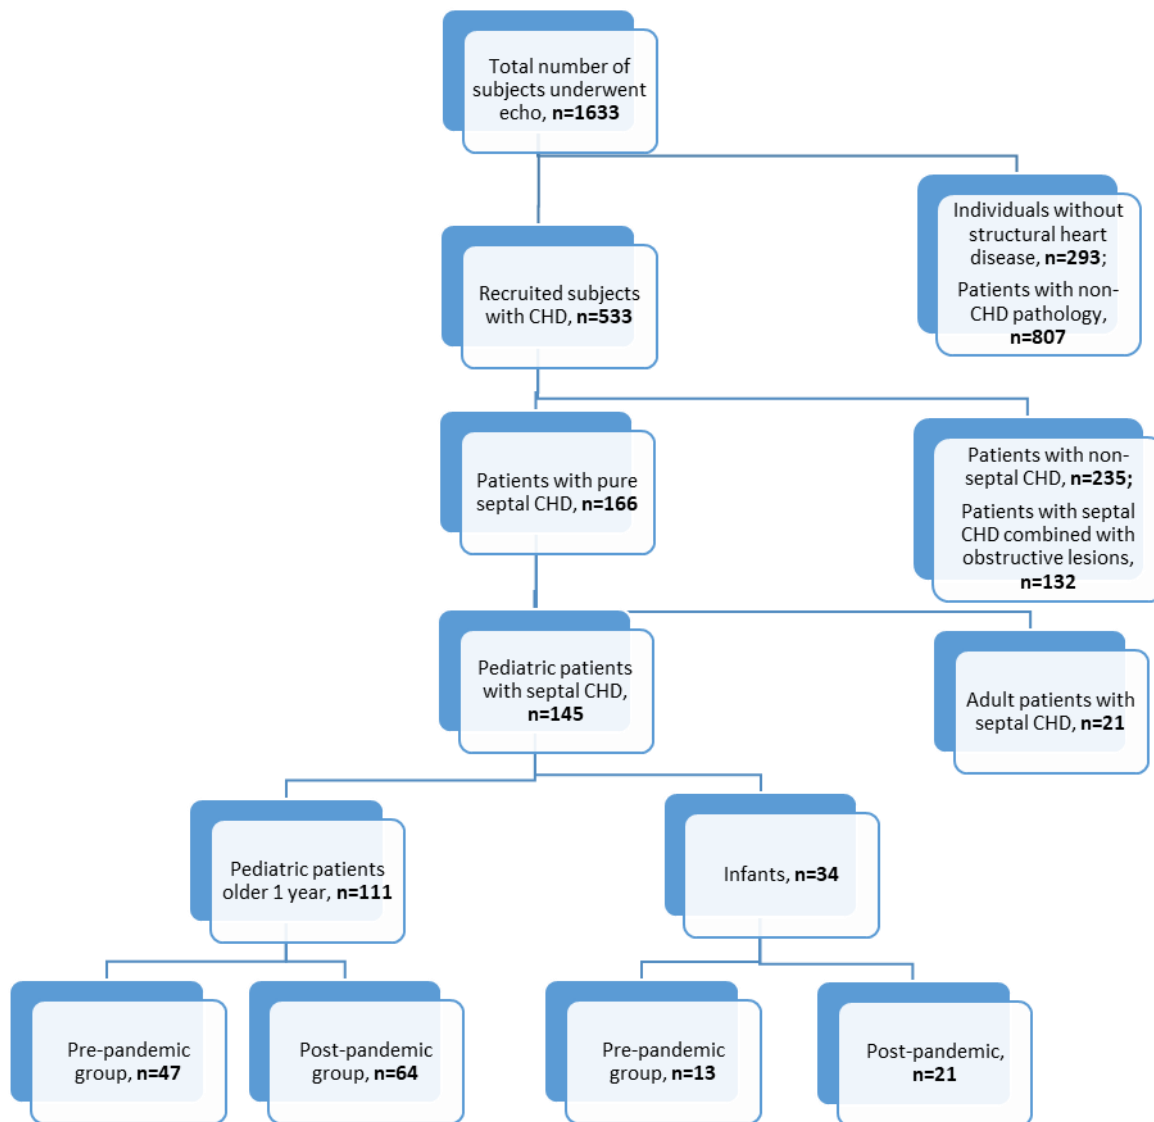 Total number of
subjects underwent
echo, n=1633
Individuals without
structural heart
disease, n=293;
Patients with non-
CHD pathology,
n=807
Recruited subjects
with CHD, n=533
Patients with pure
septal CHD, n=166
Patients with non-
septal CHD, n=235;
Patients with septal
CHD combined with
obstructive lesions,
n=132
Pediatric patients
with septal CHD,
n=145
Adult patients with
septal CHD, n=21
Pediatric patients
older 1 year, n=111
Infants, n=34
Pre-pandemic
group, n=47
Post-pandemic
group, n=64
Pre-pandemic
group, n=13
Post-pandemic,
n=21